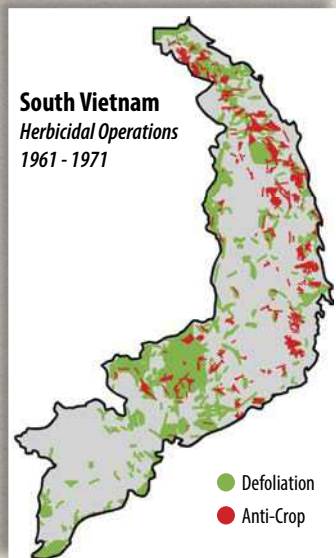 South Vietnam
Herbicidal Operations
1961 - 1971
Defoliation
Anti-Crop